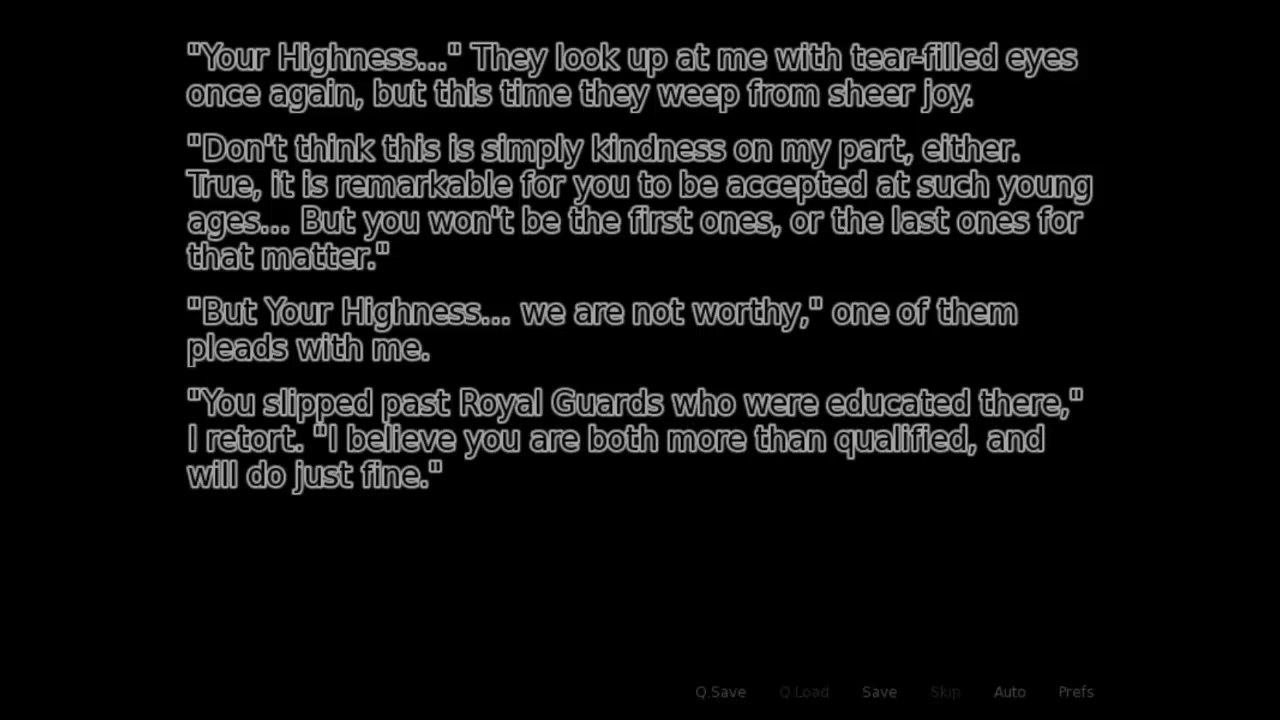 "Your Highness..." They look up at me with tear-filled eyes
once again, but this time they weep from sheer joy.
"Don't think this is simply kindness on my part, either.
True, it is remarkable for you to be accepted at such young
ages... But you won't be the first ones, or the last ones for
that matter."
"But Your Highness... we are not worthy," one of them
pleads with me.
"You slipped past Royal Guards who were educated there,"
I retort. "I believe you are both more than qualified, and
will do just fine."
Q.Save Q.Load Save Skip Auto Prefs